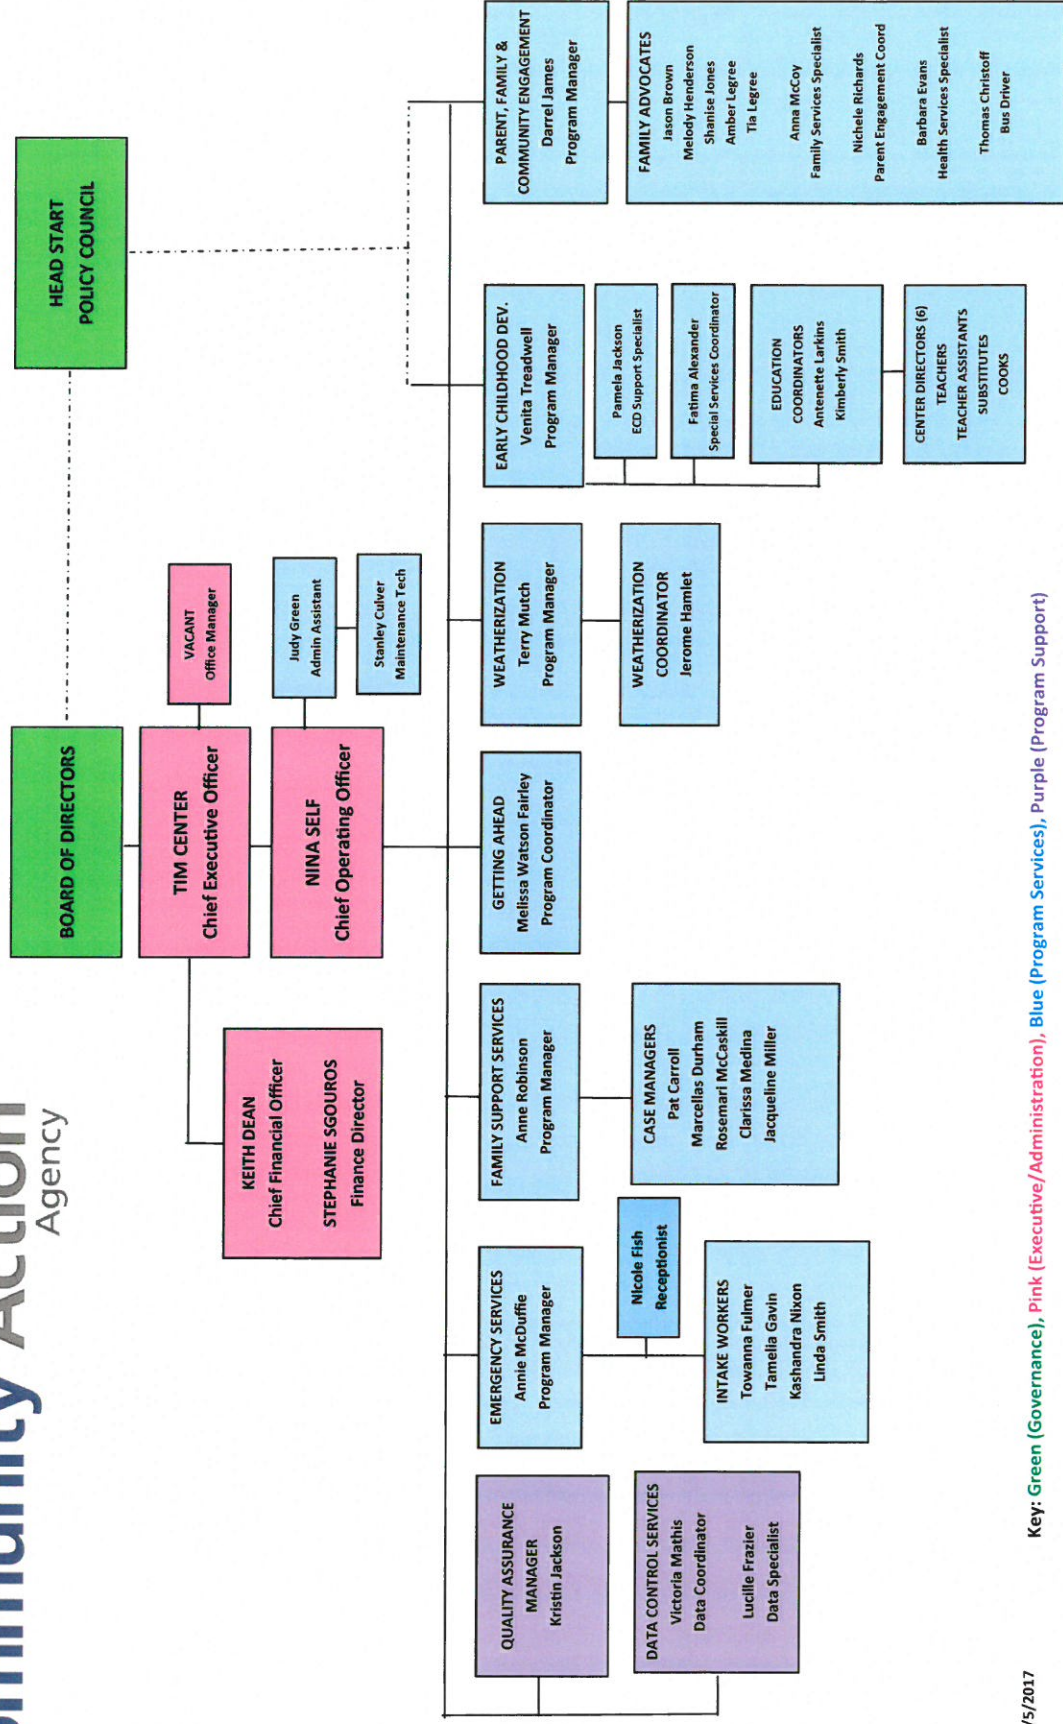 Community Action
Agency
BOARD OF DIRECTORS
HEAD START
POLICY COUNCIL
TIM CENTER
Chief Executive Officer
VACANT
Office Manager
KEITH DEAN
Chief Financial Officer
STEPHANIE SGOUROS
Finance Director
NINA SELF
Chief Operating Officer
Judy Green
Admin Assistant
Stanley Culver
Maintenance Tech
QUALITY ASSURANCE
MANAGER
Kristin Jackson
DATA CONTROL SERVICES
Victoria Mathis
Data Coordinator
Lucille Frazier
Data Specialist
EMERGENCY SERVICES
Annie McDuffie
Program Manager
Nicole Fish
Receptionist
INTAKE WORKERS
Towanna Fulmer
Tamelia Gavin
Kashandra Nixon
Linda Smith
FAMILY SUPPORT SERVICES
Anne Robinson
Program Manager
CASE MANAGERS
Pat Carroll
Marcellas Durham
Rosemari McCaskill
Clarissa Medina
Jacqueline Miller
GETTING AHEAD
Melissa Watson Fairley
Program Coordinator
WEATHERIZATION
Terry Mutch
Program Manager
WEATHERIZATION
COORDINATOR
Jerome Hamlet
EARLY CHILDHOOD DEV.
Venita Treadwell
Program Manager
Pamela Jackson
ECD Support Specialist
Fatima Alexander
Special Services Coordinator
EDUCATION
COORDINATORS
Antenette Larkins
Kimberly Smith
CENTER DIRECTORS (6)
TEACHERS
TEACHER ASSISTANTS
SUBSTITUTES
COOKS
PARENT, FAMILY &
COMMUNITY ENGAGEMENT
Darrel James
Program Manager
FAMILY ADVOCATES
Jason Brown
Melody Henderson
Shanise Jones
Amber Legree
Tia Legree
Anna McCoy
Family Services Specialist
Nichele Richards
Parent Engagement Coord
Barbara Evans
Health Services Specialist
Thomas Christoff
Bus Driver
/5/2017
Key: Green (Governance), Pink (Executive/Administration), Blue (Program Services), Purple (Program Support)